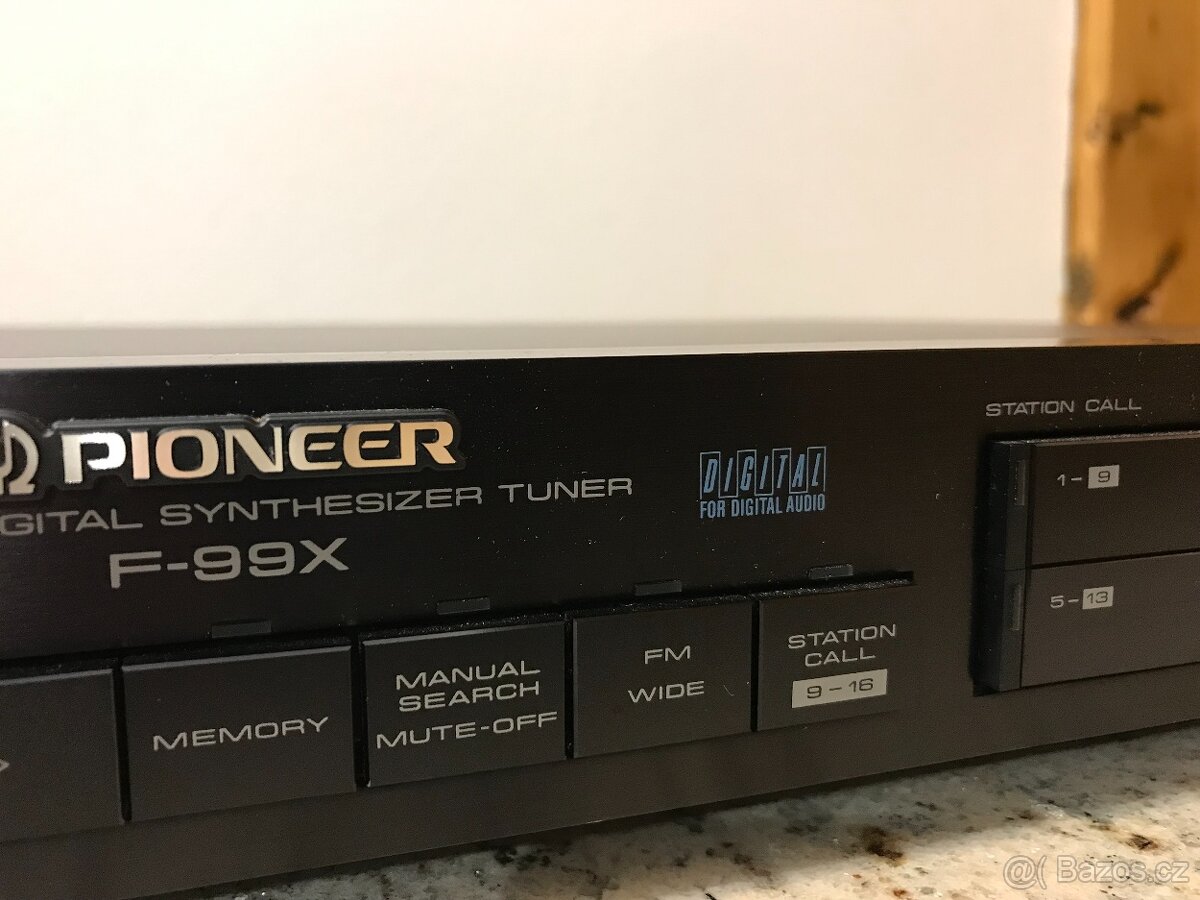 PIONEER
GITAL SYNTHESIZER TUNER
F-99X
DIGITAL
FOR DIGITAL AUDIO
STATION CALL
1-9
5-13
MEMORY
MANUAL
SEARCH
MUTE-OFF
FM
WIDE
STATION
CALL
9-16
@( Bazos.cz